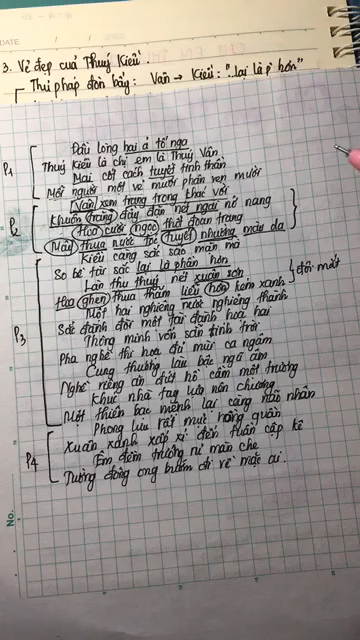 DATE
3. Vẻ đẹp của Thuý Kiều:
Thủ pháp đòn bẩy: Vân → Kiều: "..lại là p' hơn"
P1
Đầu lòng hai ả tố nga
Thuý Kiều là chị em là Thuý Vân
Mai cốt cách tuyết tinh thần
Mỗi người một vẻ mười phân vẹn mười
P2
Vân xem trang trọng khác vời
Khuôn trăng đầy đặn nét ngài nở nang
Hoa cười ngọc thốt đoan trang
Mây thua nước tóc tuyết nhường màu da
P3
Kiều càng sắc sảo mặn mà
So bề tài sắc lại là phần hơn
Làn thu thuỷ nét xuân sơn
Hoa ghen thua thắm liễu hờn kém xanh
đôi mắt
Một hai nghiêng nước nghiêng thành
Sắc đành đòi một tài đành hoạ hai
Thông minh vốn sẵn tính trời
Pha nghề thi hoạ đủ mùi ca ngâm
Cung thương lầu bậc ngũ âm
Nghề riêng ăn đứt hồ cầm một trương
Khúc nhà tay lựa nên chương
Một thiên bạc mệnh lại càng não nhân
P4
Phong lưu rất mực hồng quần
Xuân xanh xấp xỉ đến tuần cập kê
Êm đềm trướng rủ màn che
Tường đông ong bướm đi về mặc ai.
No.